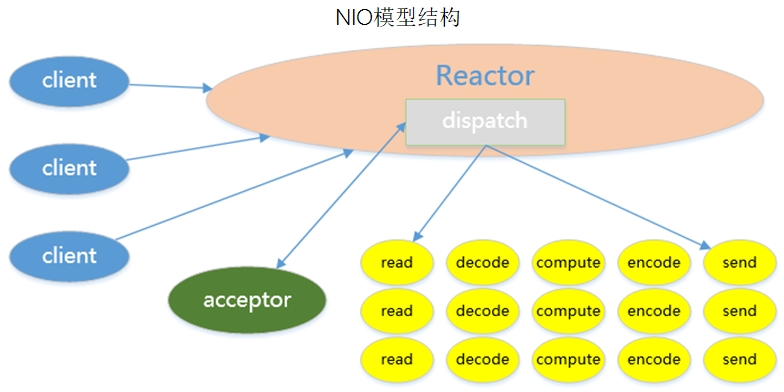 NIO模型结构
client
Reactor
dispatch
client
client
acceptor
read decode compute encode send
read decode compute encode send
read decode compute encode send